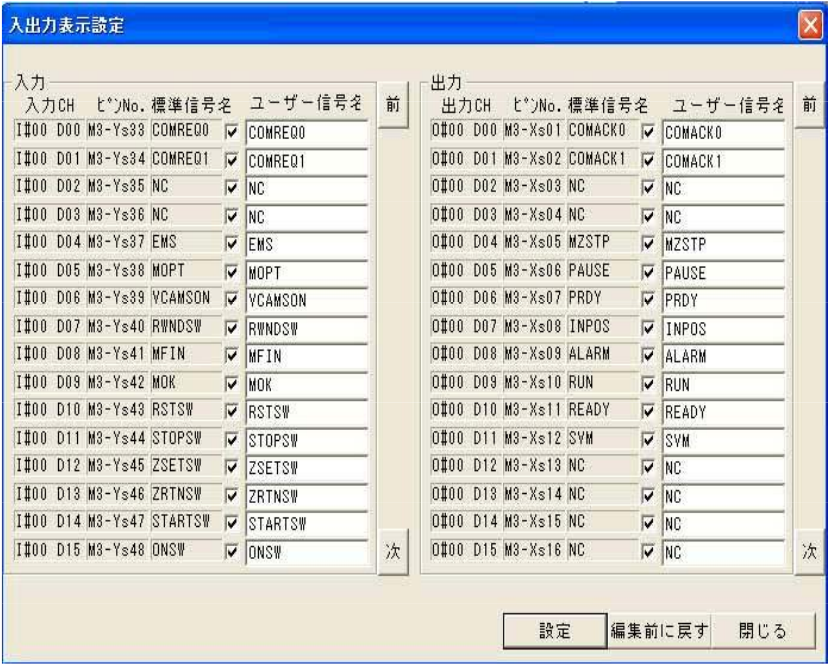 入出力表示設定
入力
入力CH ﾋﾟﾝNo. 標準信号名 ユーザー信号名 前
I#00 D00 M3-Ys33 COMREQ0 COMREQ0
I#00 D01 M3-Ys34 COMREQ1 COMREQ1
I#00 D02 M3-Ys35 NC NC
I#00 D03 M3-Ys36 NC NC
I#00 D04 M3-Ys37 EMS EMS
I#00 D05 M3-Ys38 MOPT MOPT
I#00 D06 M3-Ys39 VCAMSON VCAMSON
I#00 D07 M3-Ys40 RWNDSW RWNDSW
I#00 D08 M3-Ys41 MFIN MFIN
I#00 D09 M3-Ys42 MOK MOK
I#00 D10 M3-Ys43 RSTSW RSTSW
I#00 D11 M3-Ys44 STOPSW STOPSW
I#00 D12 M3-Ys45 ZSETSW ZSETSW
I#00 D13 M3-Ys46 ZRTNSW ZRTNSW
I#00 D14 M3-Ys47 STARTSW STARTSW
I#00 D15 M3-Ys48 ONSW ONSW 次
出力
出力CH ﾋﾟﾝNo. 標準信号名 ユーザー信号名 前
O#00 D00 M3-Xs01 COMACK0 COMACK0
O#00 D01 M3-Xs02 COMACK1 COMACK1
O#00 D02 M3-Xs03 NC NC
O#00 D03 M3-Xs04 NC NC
O#00 D04 M3-Xs05 MZSTP MZSTP
O#00 D05 M3-Xs06 PAUSE PAUSE
O#00 D06 M3-Xs07 PRDY PRDY
O#00 D07 M3-Xs08 INPOS INPOS
O#00 D08 M3-Xs09 ALARM ALARM
O#00 D09 M3-Xs10 RUN RUN
O#00 D10 M3-Xs11 READY READY
O#00 D11 M3-Xs12 SVM SVM
O#00 D12 M3-Xs13 NC NC
O#00 D13 M3-Xs14 NC NC
O#00 D14 M3-Xs15 NC NC
O#00 D15 M3-Xs16 NC NC 次
設定 編集前に戻す 閉じる